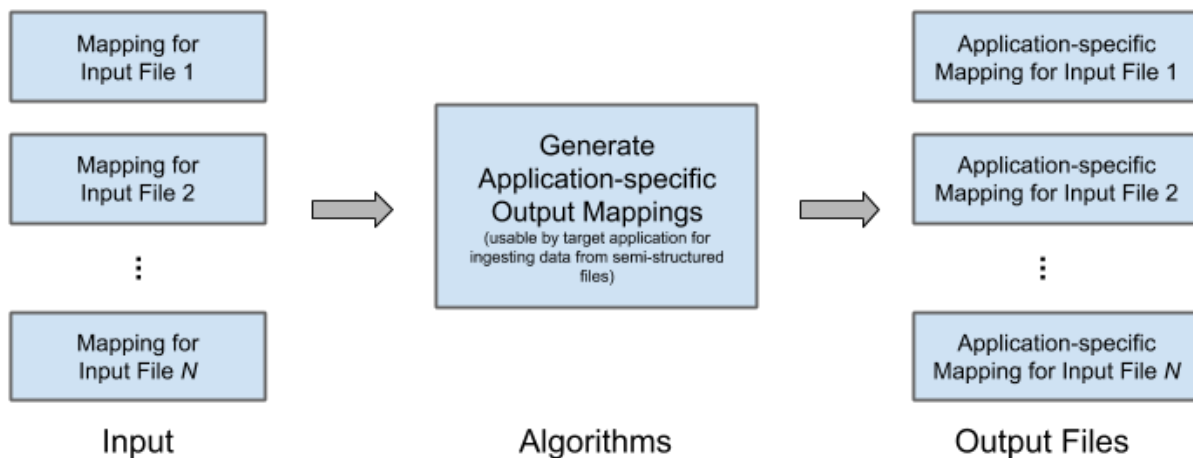 Mapping for
Input File 1
Mapping for
Input File 2
⋮
Mapping for
Input File N
Input
Generate
Application-specific
Output Mappings
(usable by target application for
ingesting data from semi-structured
files)
Algorithms
Application-specific
Mapping for Input File 1
Application-specific
Mapping for Input File 2
⋮
Application-specific
Mapping for Input File N
Output Files